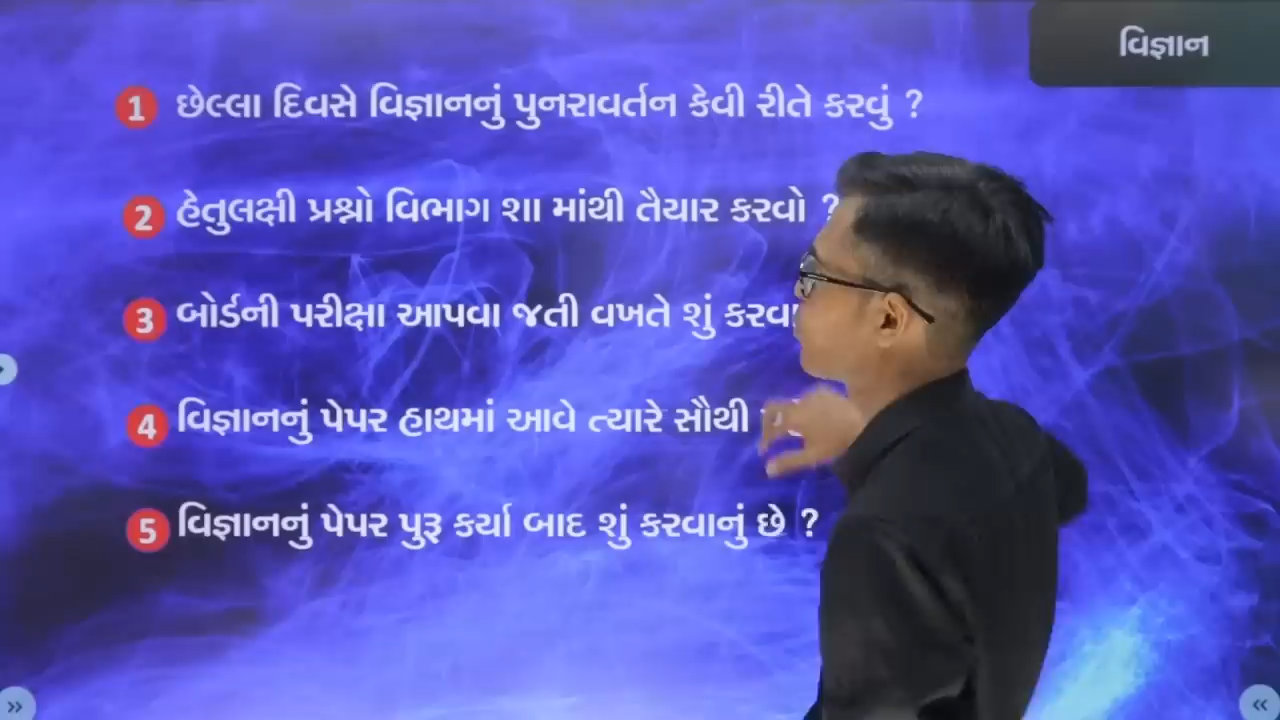 વિજ્ઞાન
1 છેલ્લા દિવસે વિજ્ઞાનનું પુનરાવર્તન કેવી રીતે કરવું ?
2 હેતુલક્ષી પ્રશ્નો વિભાગ શા માંથી તૈયાર કરવો ?
3 બોર્ડની પરીક્ષા આપવા જતી વખતે શું
4 વિજ્ઞાનનું પેપર હાથમાં આવે ત્યારે સૌથી
5 વિજ્ઞાનનું પેપર પુરૂ કર્યા બાદ શું કરવાનું છે ?